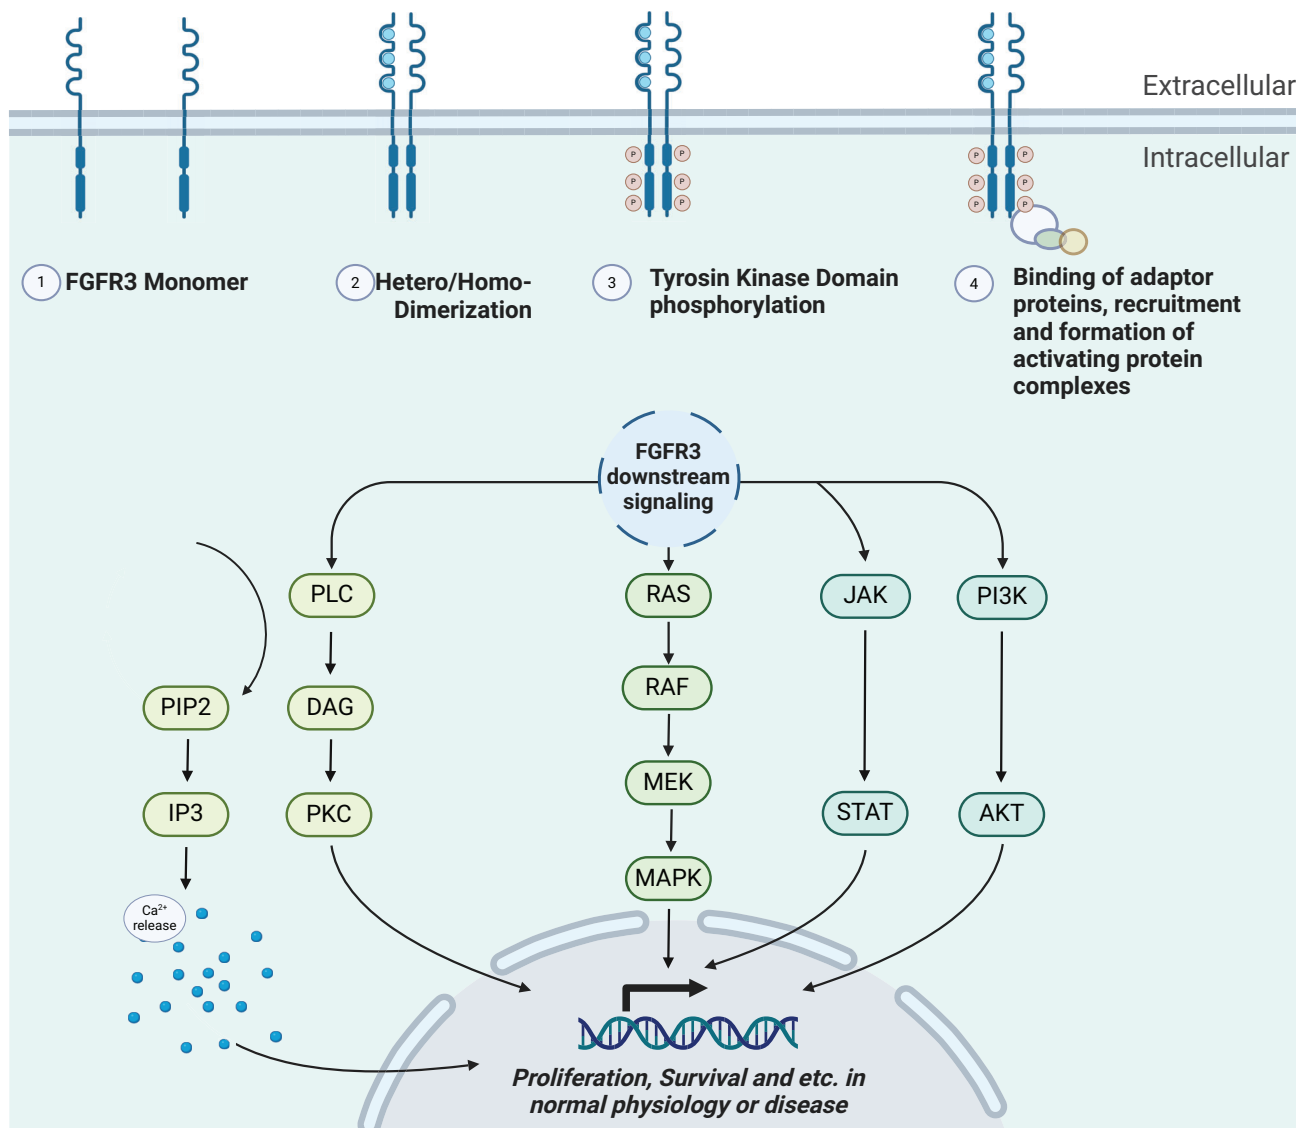 Extracellular
Intracellular
P P
P P
P P
P P
P P
P P
1 FGFR3 Monomer
2 Hetero/Homo-
Dimerization
3 Tyrosin Kinase Domain
phosphorylation
4 Binding of adaptor
proteins, recruitment
and formation of
activating protein
complexes
FGFR3
downstream
signaling
PLC
RAS
JAK
PI3K
PIP2
DAG
RAF
MEK
IP3
PKC
STAT
AKT
MAPK
Ca²⁺
release
Proliferation, Survival and etc. in
normal physiology or disease